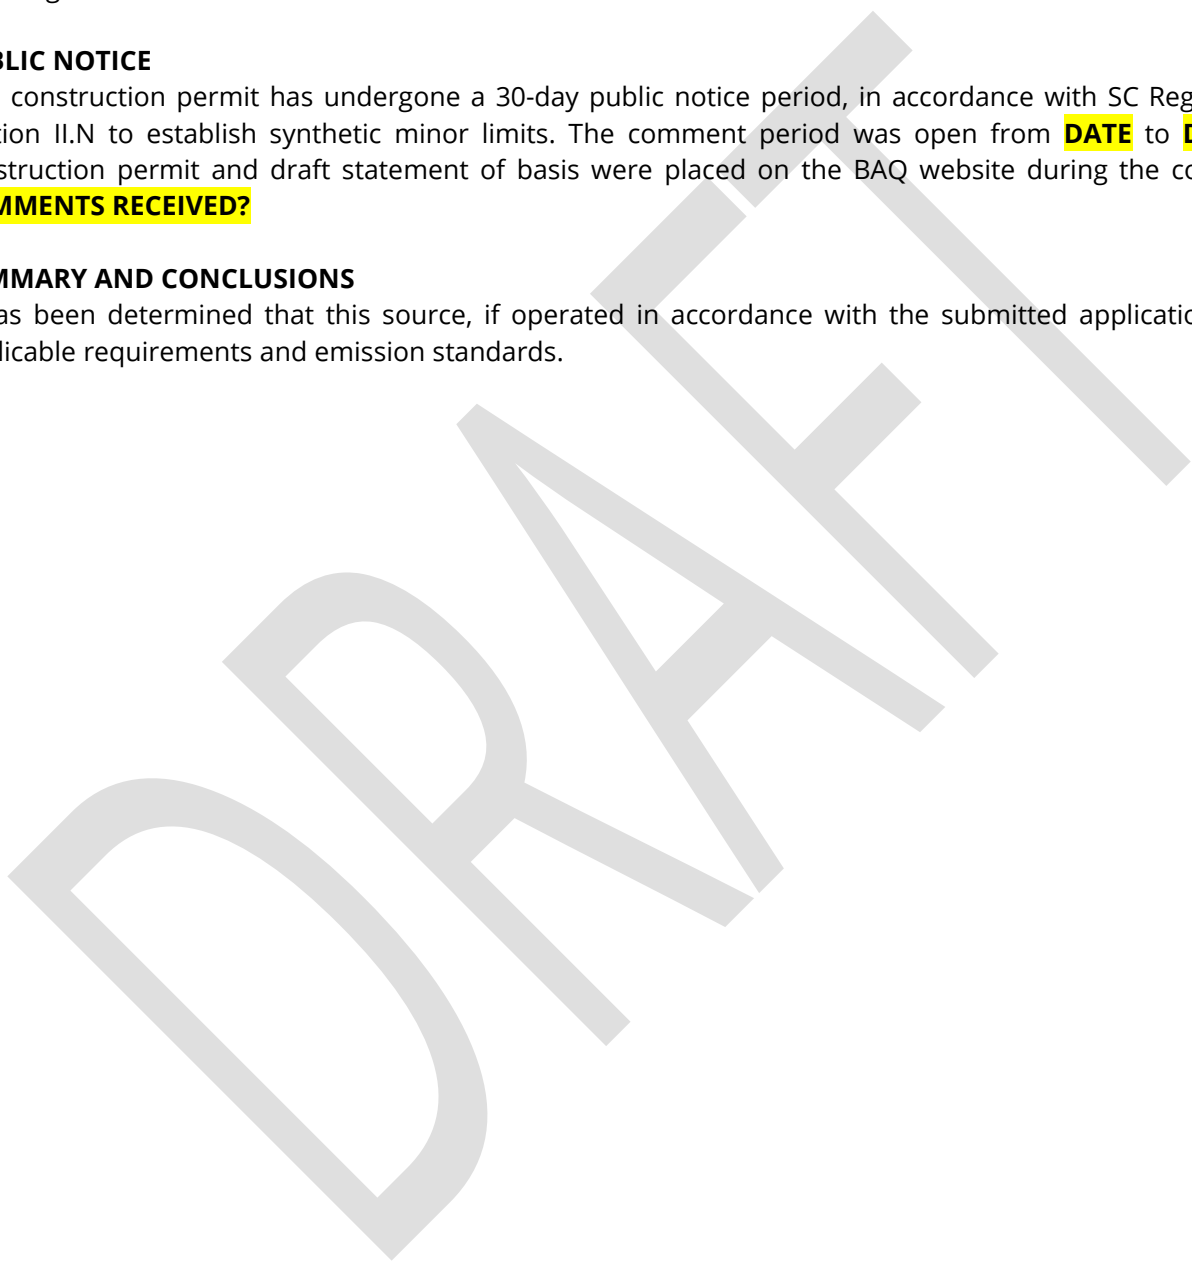 BLIC NOTICE
construction permit has undergone a 30-day public notice period, in accordance with SC Reg
tion II.N to establish synthetic minor limits. The comment period was open from DATE to D
struction permit and draft statement of basis were placed on the BAQ website during the co
MMENTS RECEIVED?
MMARY AND CONCLUSIONS
as been determined that this source, if operated in accordance with the submitted applicatio
licable requirements and emission standards.
DRAFT